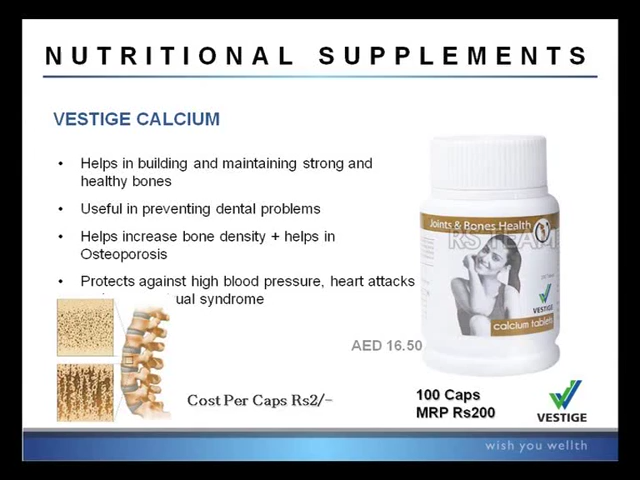 NUTRITIONAL SUPPLEMENTS
VESTIGE CALCIUM
• Helps in building and maintaining strong and
healthy bones
• Useful in preventing dental problems
• Helps increase bone density + helps in
Osteoporosis
• Protects against high blood pressure, heart attacks
syndrome
Joints & Bones Health
RS TEAM
VESTIGE
calcium tablets
AED 16.50
Cost Per Caps Rs2/-
100 Caps
MRP Rs200
VESTIGE
wish you wellth